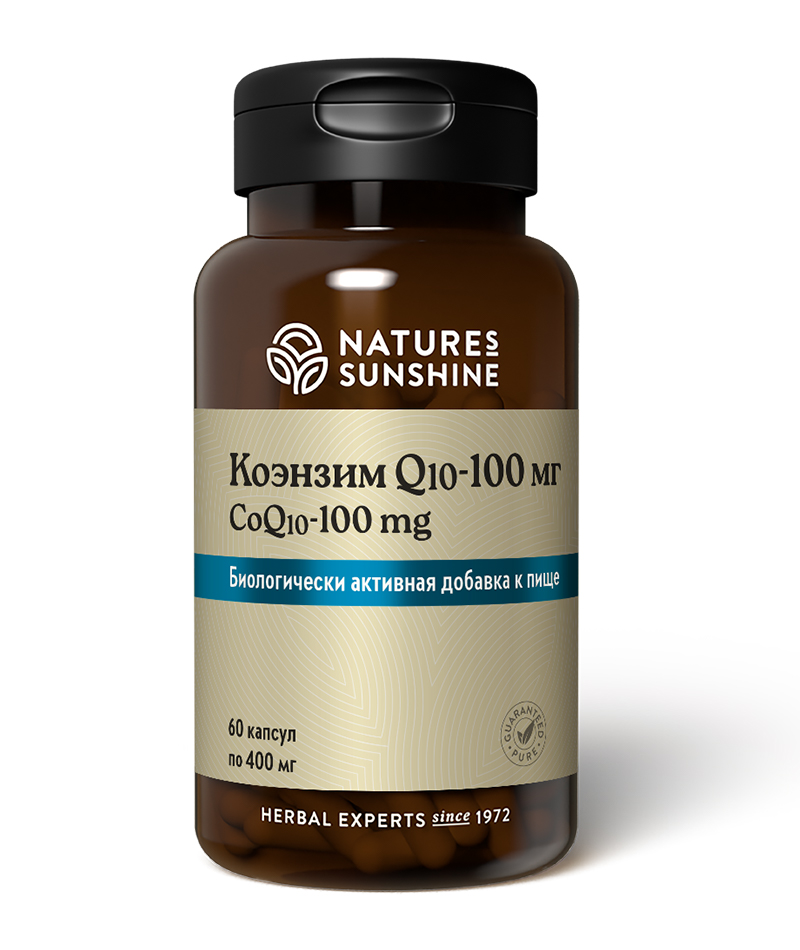 NATURES
SUNSHINE
Коэнзим Q10-100 мг
CoQ10-100 mg
Биологически активная добавка к пище
60 капсул
по 400 мг
GUARANTEED
PURE
HERBAL EXPERTS since 1972